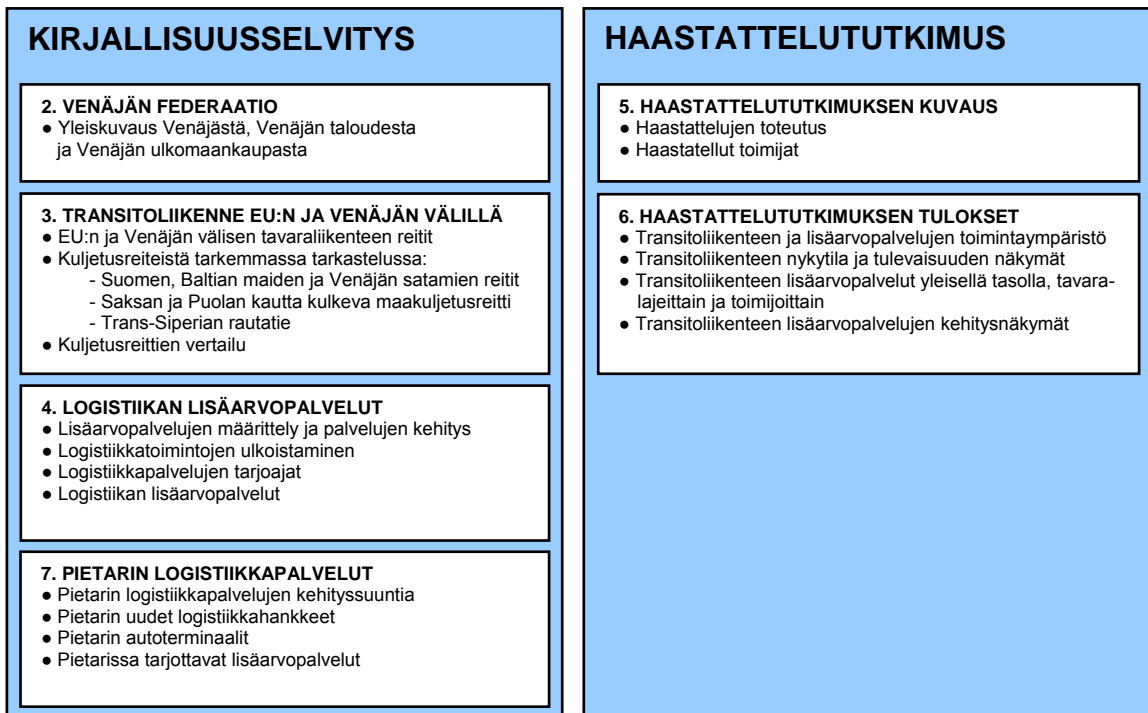 KIRJALLISUUSSELVITYS
2. VENÄJÄN FEDERAATIO
● Yleiskuvaus Venäjästä, Venäjän taloudesta
ja Venäjän ulkomaankaupasta
3. TRANSITOLIIKENNE EU:N JA VENÄJÄN VÄLILLÄ
● EU:n ja Venäjän välisen tavaraliikenteen reitit
● Kuljetusreiteistä tarkemmassa tarkastelussa:
- Suomen, Baltian maiden ja Venäjän satamien reitit
- Saksan ja Puolan kautta kulkeva maakuljetusreitti
- Trans-Siperian rautatie
● Kuljetusreittien vertailu
4. LOGISTIIKAN LISÄARVOPALVELUT
● Lisäarvopalvelujen määrittely ja palvelujen kehitys
● Logistiikkatoimintojen ulkoistaminen
● Logistiikkapalvelujen tarjoajat
● Logistiikan lisäarvopalvelut
7. PIETARIN LOGISTIIKKAPALVELUT
● Pietarin logistiikkapalvelujen kehityssuuntia
● Pietarin uudet logistiikkahankkeet
● Pietarin autoterminaalit
● Pietarissa tarjottavat lisäarvopalvelut
HAASTATTELUTUTKIMUS
5. HAASTATTELUTUTKIMUKSEN KUVAUS
● Haastattelujen toteutus
● Haastatellut toimijat
6. HAASTATTELUTUTKIMUKSEN TULOKSET
● Transitoliikenteen ja lisäarvopalvelujen toimintaympäristö
● Transitoliikenteen nykytila ja tulevaisuuden näkymät
● Transitoliikenteen lisäarvopalvelut yleisellä tasolla, tavara-
lajeittain ja toimijoittain
● Transitoliikenteen lisäarvopalvelujen kehitysnäkymät